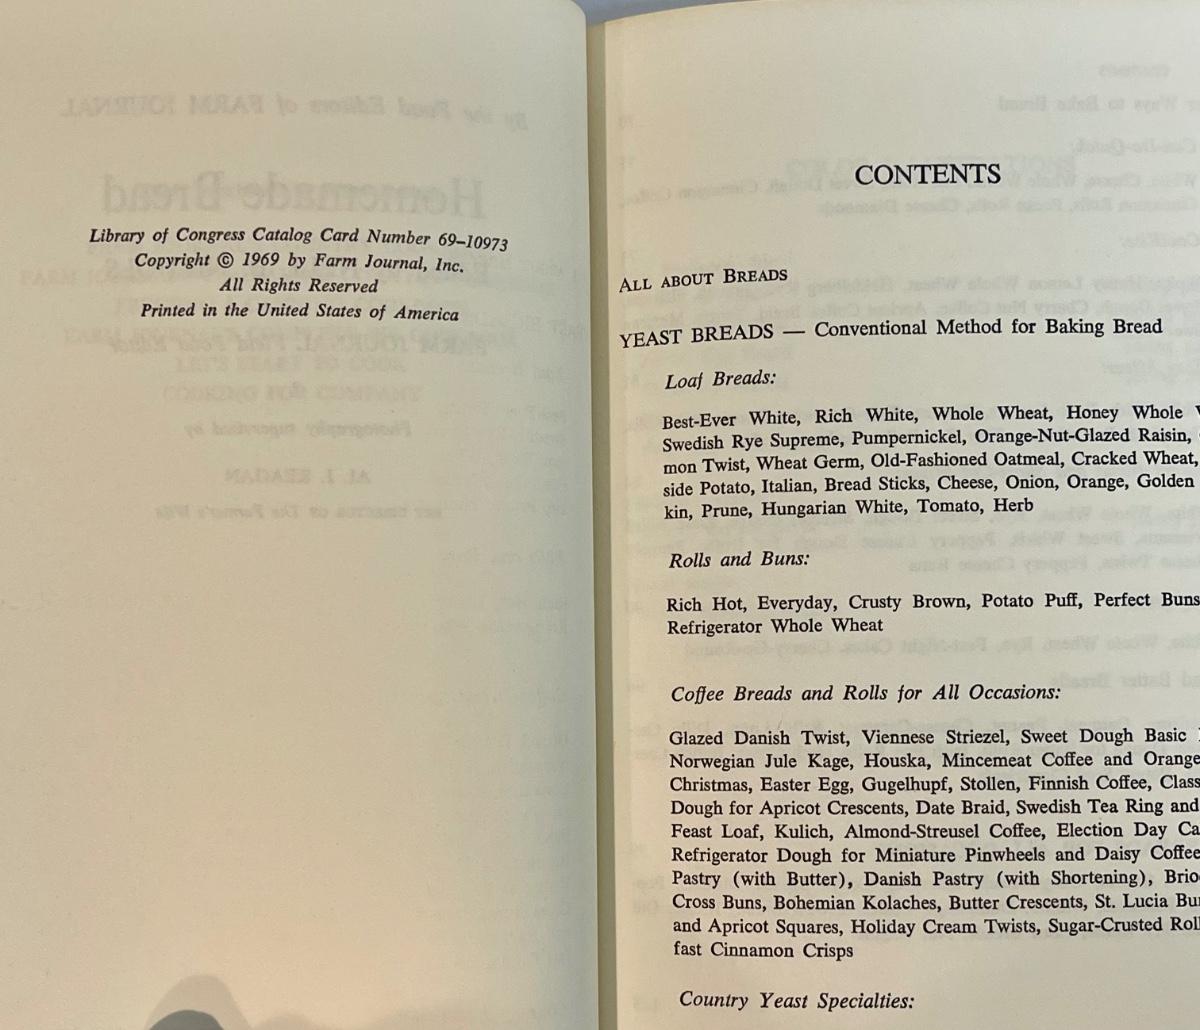 Library of Congress Catalog Card Number 69–10973
Copyright © 1969 by Farm Journal, Inc.
All Rights Reserved
Printed in the United States of America
CONTENTS
ALL ABOUT BREADS
YEAST BREADS — Conventional Method for Baking Bread
Loaf Breads:
Best-Ever White, Rich White, Whole Wheat, Honey Whole
Swedish Rye Supreme, Pumpernickel, Orange-Nut-Glazed Raisin,
mon Twist, Wheat Germ, Old-Fashioned Oatmeal, Cracked Wheat,
side Potato, Italian, Bread Sticks, Cheese, Onion, Orange, Golden
kin, Prune, Hungarian White, Tomato, Herb
Rolls and Buns:
Rich Hot, Everyday, Crusty Brown, Potato Puff, Perfect Buns
Refrigerator Whole Wheat
Coffee Breads and Rolls for All Occasions:
Glazed Danish Twist, Viennese Striezel, Sweet Dough Basic
Norwegian Jule Kage, Houska, Mincemeat Coffee and Orange
Christmas, Easter Egg, Gugelhupf, Stollen, Finnish Coffee, Class
Dough for Apricot Crescents, Date Braid, Swedish Tea Ring and
Feast Loaf, Kulich, Almond-Streusel Coffee, Election Day Ca
Refrigerator Dough for Miniature Pinwheels and Daisy Coffee
Pastry (with Butter), Danish Pastry (with Shortening), Brio
Cross Buns, Bohemian Kolaches, Butter Crescents, St. Lucia Bu
and Apricot Squares, Holiday Cream Twists, Sugar-Crusted Roll
fast Cinnamon Crisps
Country Yeast Specialties: